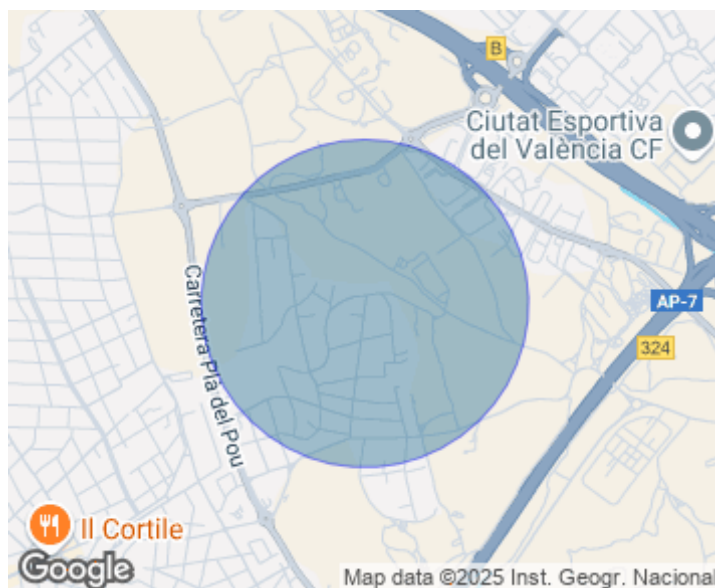 B
Ciutat Esportiva
del València CF
AP-7
324
Carretera Plà del Pou
Il Cortile
Google
Map data ©2025 Inst. Geogr. Nacional